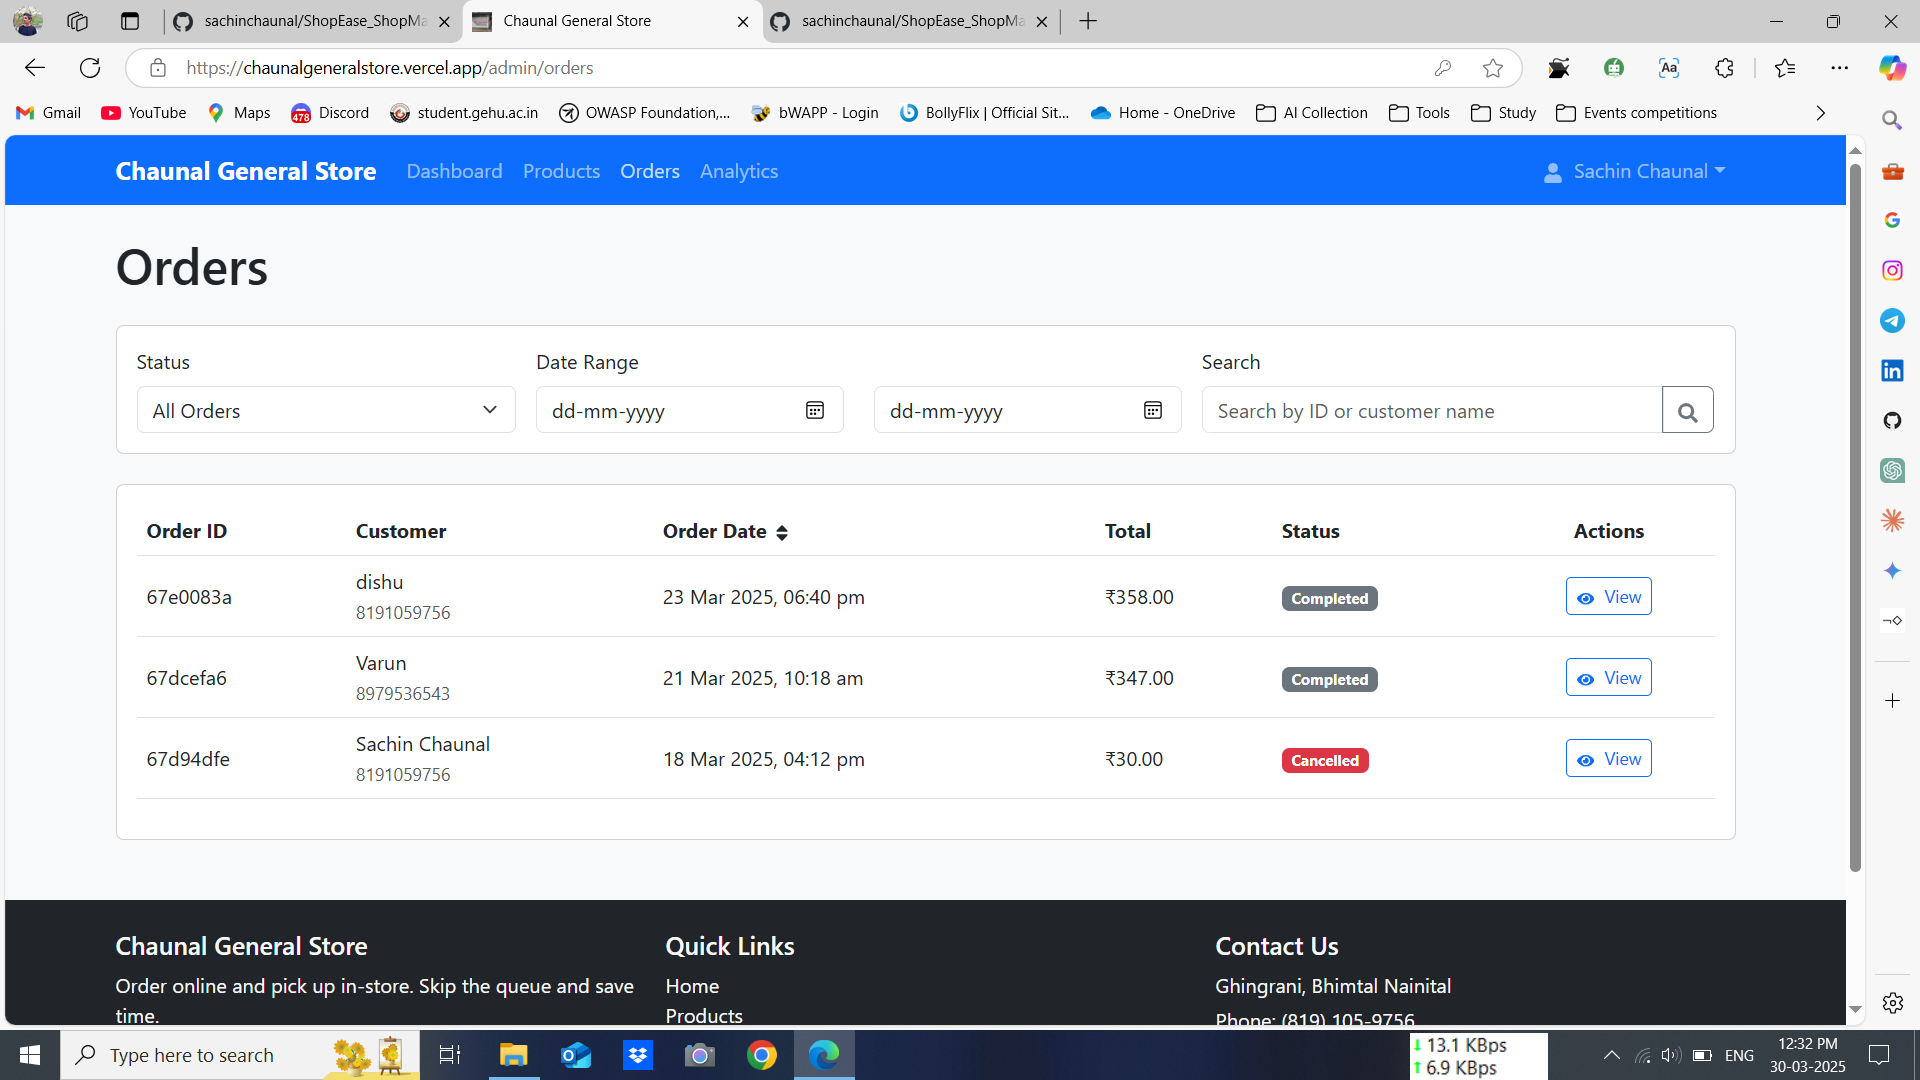 sachinchaunal/ShopEase_ShopMa
Chaunal General Store
sachinchaunal/ShopEase_ShopMa
https://chaunalgeneralstore.vercel.app/admin/orders
Gmail YouTube Maps Discord student.gehu.ac.in OWASP Foundation,... bWAPP - Login BollyFlix | Official Sit... Home - OneDrive AI Collection Tools Study Events competitions
Chaunal General Store Dashboard Products Orders Analytics Sachin Chaunal
Orders
Status Date Range Search
All Orders dd-mm-yyyy dd-mm-yyyy Search by ID or customer name
Order ID Customer Order Date Total Status Actions
67e0083a dishu 8191059756 23 Mar 2025, 06:40 pm ₹358.00 Completed View
67dcefa6 Varun 8979536543 21 Mar 2025, 10:18 am ₹347.00 Completed View
67d94dfe Sachin Chaunal 8191059756 18 Mar 2025, 04:12 pm ₹30.00 Cancelled View
Chaunal General Store
Order online and pick up in-store. Skip the queue and save
time.
Quick Links
Home
Products
Contact Us
Ghingrani, Bhimtal Nainital
Phone: (819) 105-9756
Type here to search
13.1 KBps
6.9 KBps
ENG
12:32 PM
30-03-2025